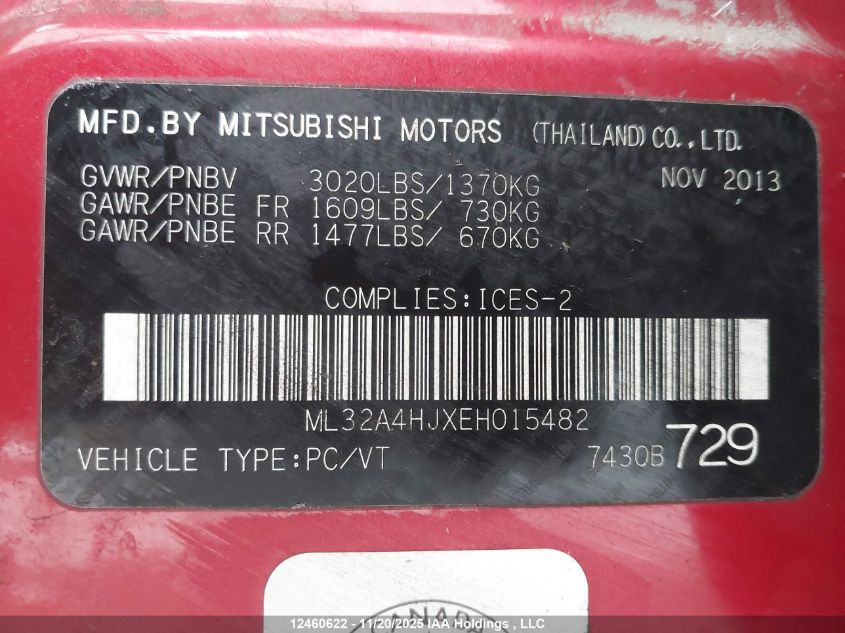 MFD.BY MITSUBISHI MOTORS (THAILAND) CO.,LTD.
GVWR/PNBV 3020LBS/1370KG NOV 2013
GAWR/PNBE FR 1609LBS/ 730KG
GAWR/PNBE RR 1477LBS/ 670KG
COMPLIES:ICES-2
ML32A4HJXEH015482
VEHICLE TYPE:PC/VT 7430B 729
CANADA
12460622 - 11/20/2025 IAA Holdings , LLC